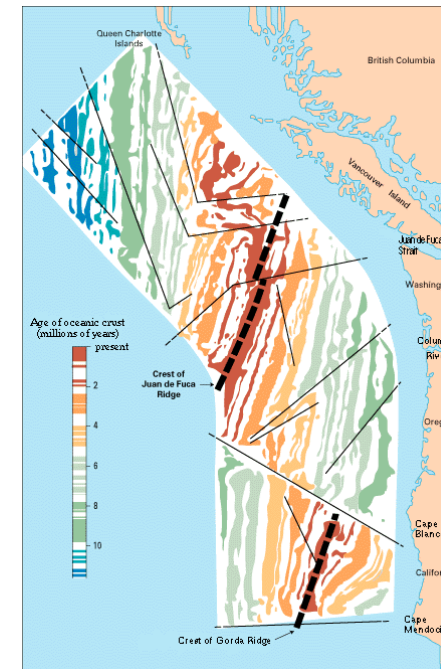 Queen Charlotte
Islands
British Columbia
Vancouver
Island
Juan de Fuca
Strait
Washing
Age of oceanic crust
(millions of years)
present
2
4
6
8
10
Colum
Riv
Crest of
Juan de Fuca
Ridge
Oreg
Cape
Blanc
Califor
Cape
Mendoci
Crest of Gorda Ridge